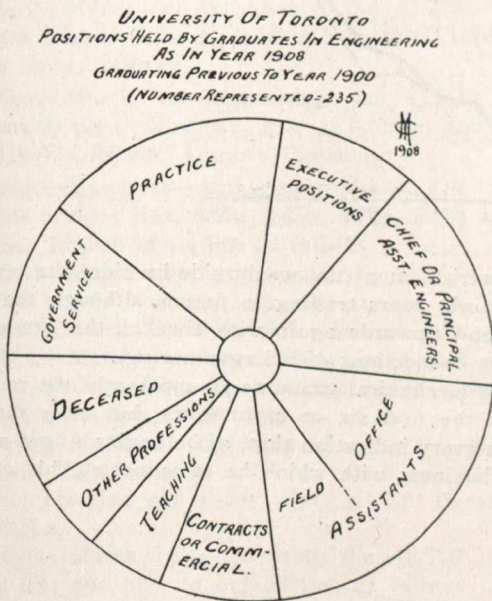 UNIVERSITY OF TORONTO
POSITIONS HELD BY GRADUATES IN ENGINEERING
AS IN YEAR 1908
GRADUATING PREVIOUS TO YEAR 1900
(NUMBER REPRESENTED=235)
1908
PRACTICE
EXECUTIVE
POSITIONS
CHIEF OR PRINCIPAL
ASST ENGINEERS
GOVERNMENT
SERVICE
DECEASED
OTHER PROFESSIONS
TEACHING
CONTRACTS
OR COMM-
ERCIAL.
FIELD OFFICE
ASSISTANTS